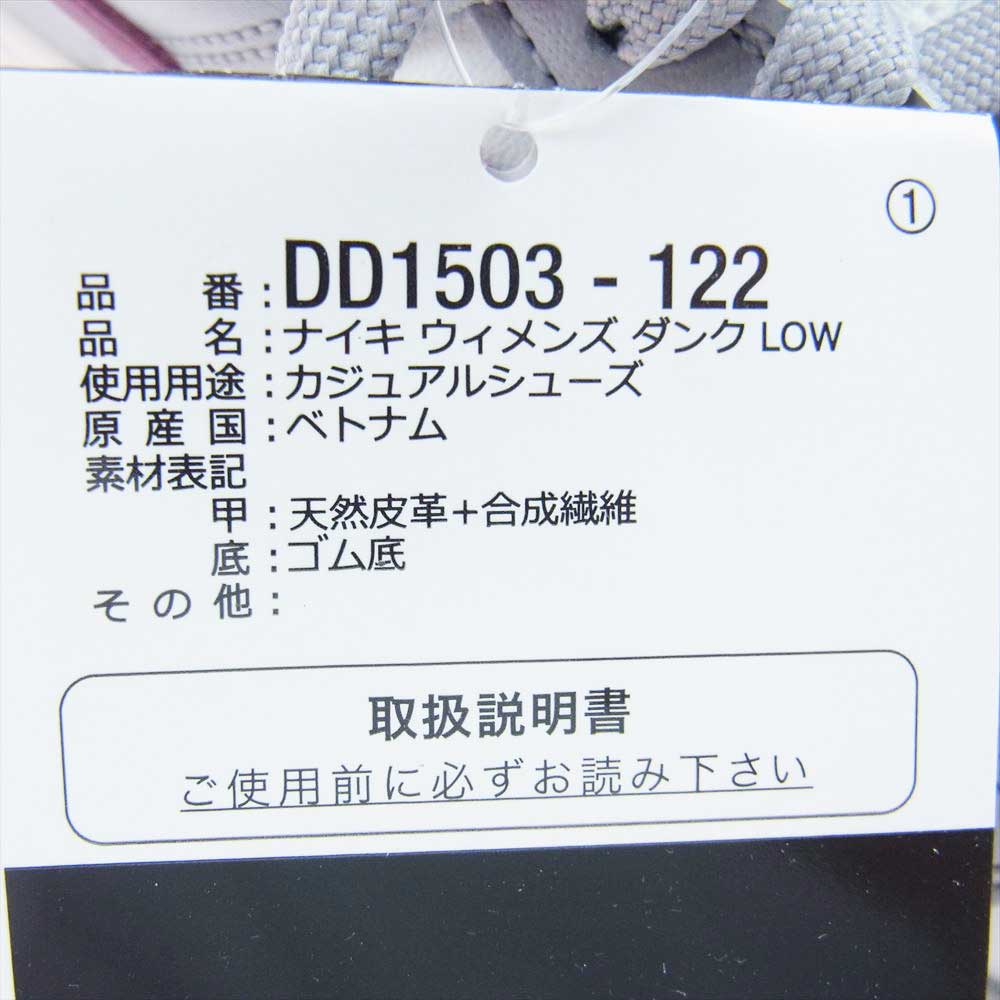 ①
品番:DD1503 - 122
品名:ナイキ ウィメンズ ダンク LOW
使用用途:カジュアルシューズ
原産国:ベトナム
素材表記
甲:天然皮革+合成繊維
底:ゴム底
その他:
取扱説明書
ご使用前に必ずお読み下さい